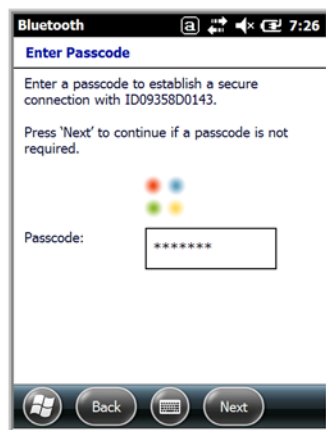 Bluetooth a 7:26
Enter Passcode
Enter a passcode to establish a secure
connection with ID09358D0143.
Press `Next' to continue if a passcode is not
required.
Passcode: *******
Back Next